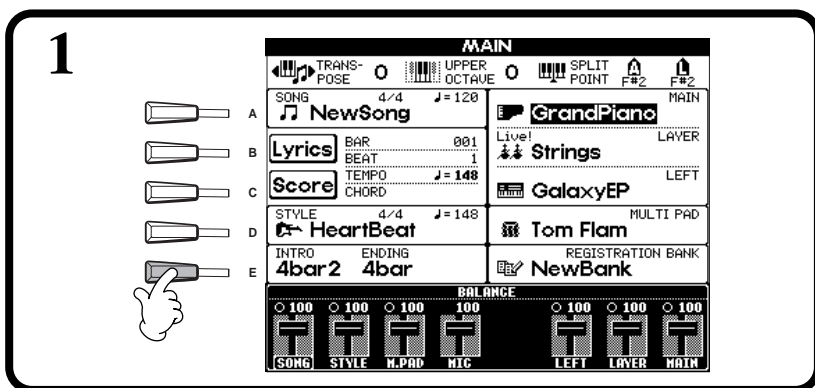 1
MAIN
TRANS-
POSE 0
UPPER
OCTAVE 0
SPLIT
POINT
A
F#2
L
F#2
A
SONG 4/4 ♩=120
NewSong
MAIN
GrandPiano
B
Lyrics
BAR 001
BEAT 1
Live! LAYER
Strings
C
Score
TEMPO ♩=148
CHORD
LEFT
GalaxyEP
D
STYLE 4/4 ♩=148
HeartBeat
MULTI PAD
Tom Flam
E
INTRO ENDING
4bar2 4bar
REGISTRATION BANK
NewBank
BALANCE
100 100 100 100 100 100 100
SONG STYLE M.PAD MIC LEFT LAYER MAIN